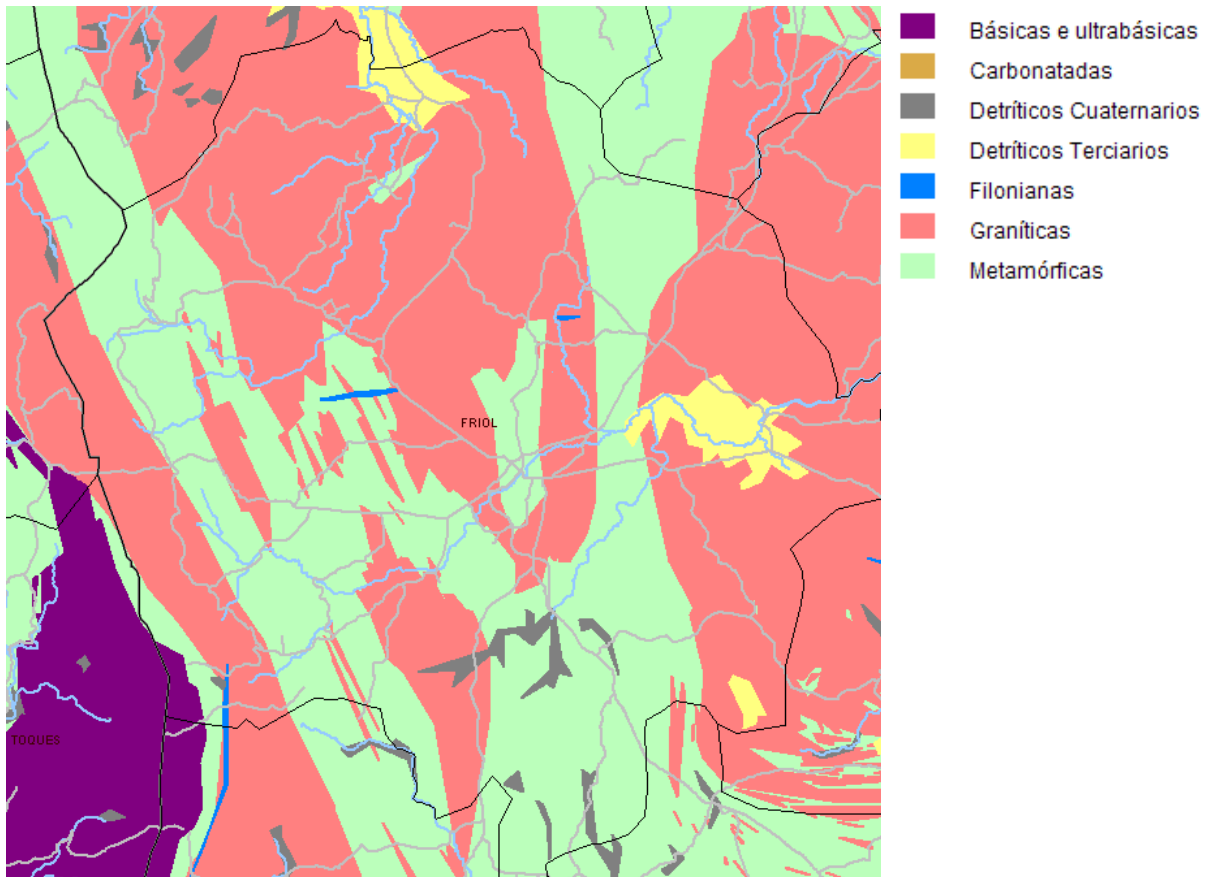 Básicas e ultrabásicas
Carbonatadas
Detríticos Cuaternarios
Detríticos Terciarios
Filonianas
Graníticas
Metamórficas
FRIOL
TOQUES